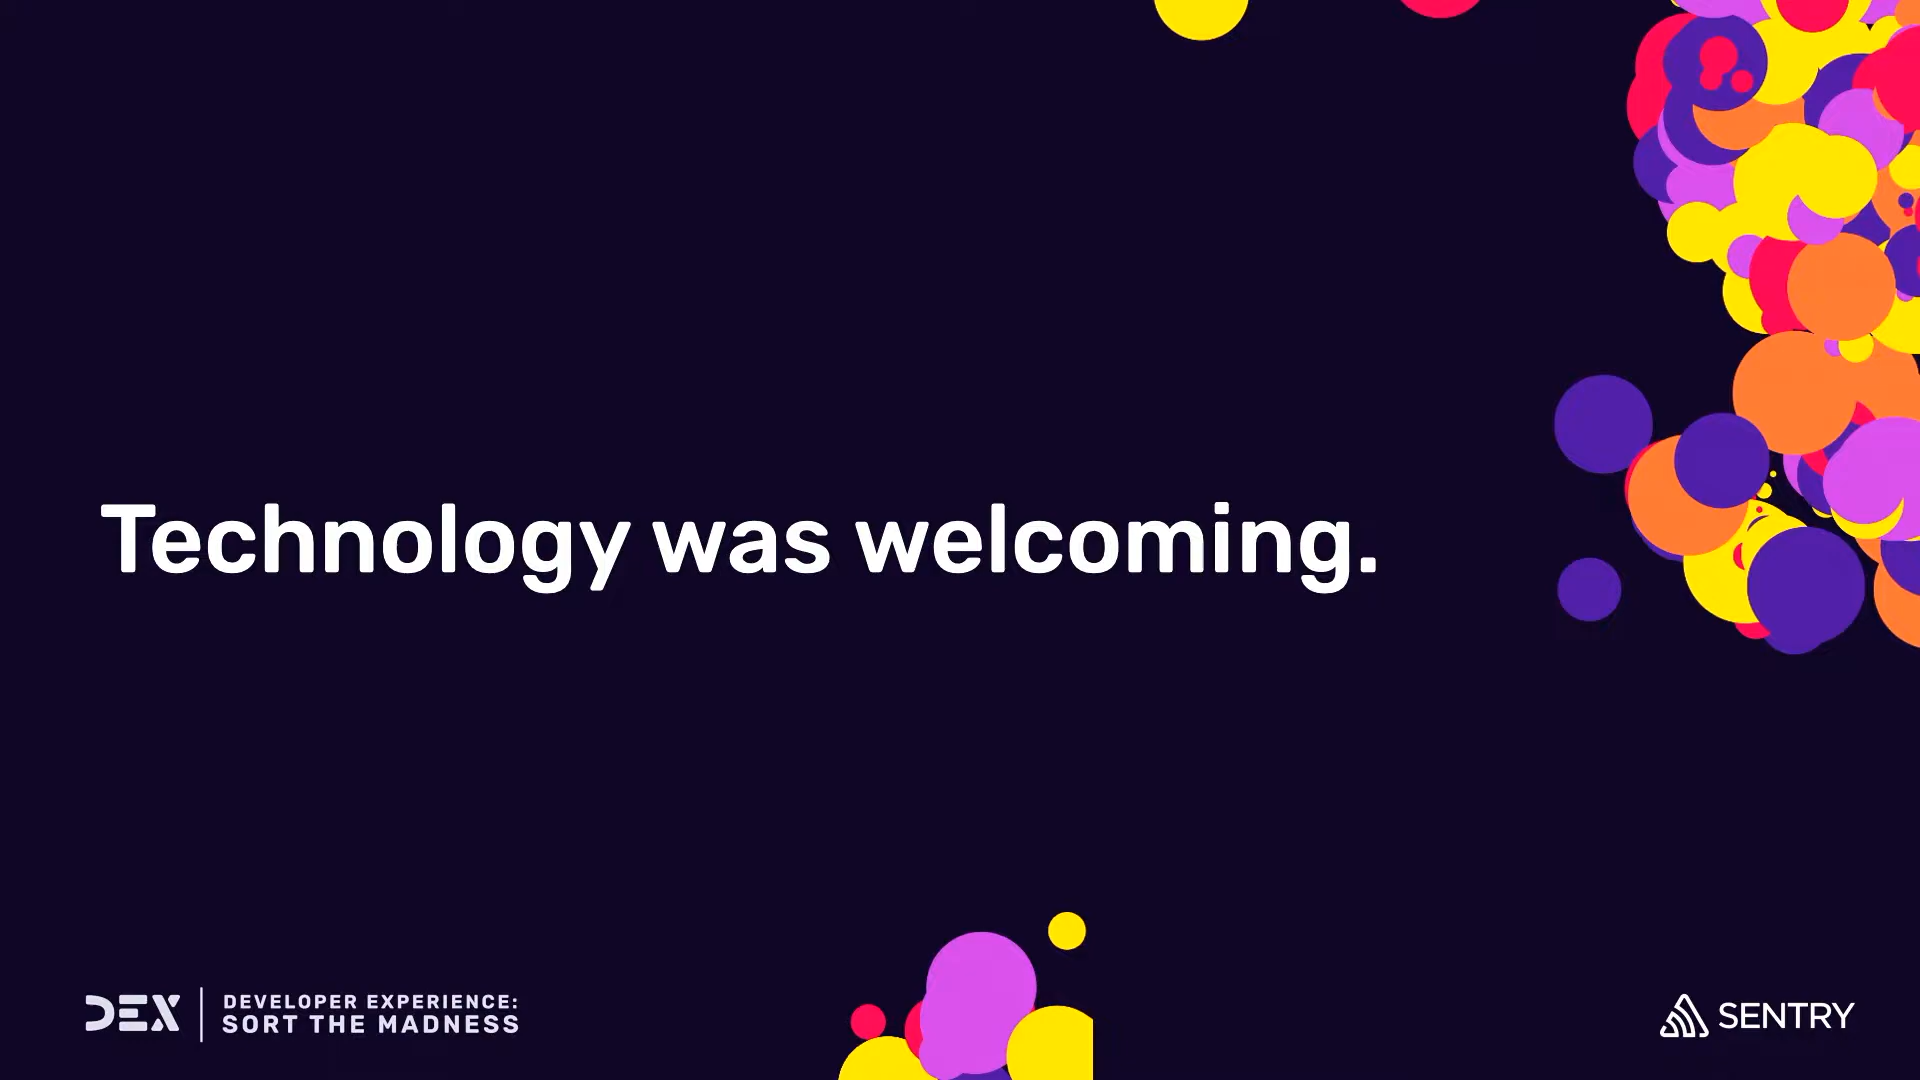 Technology was welcoming.
DEX
DEVELOPER EXPERIENCE:
SORT THE MADNESS
SENTRY